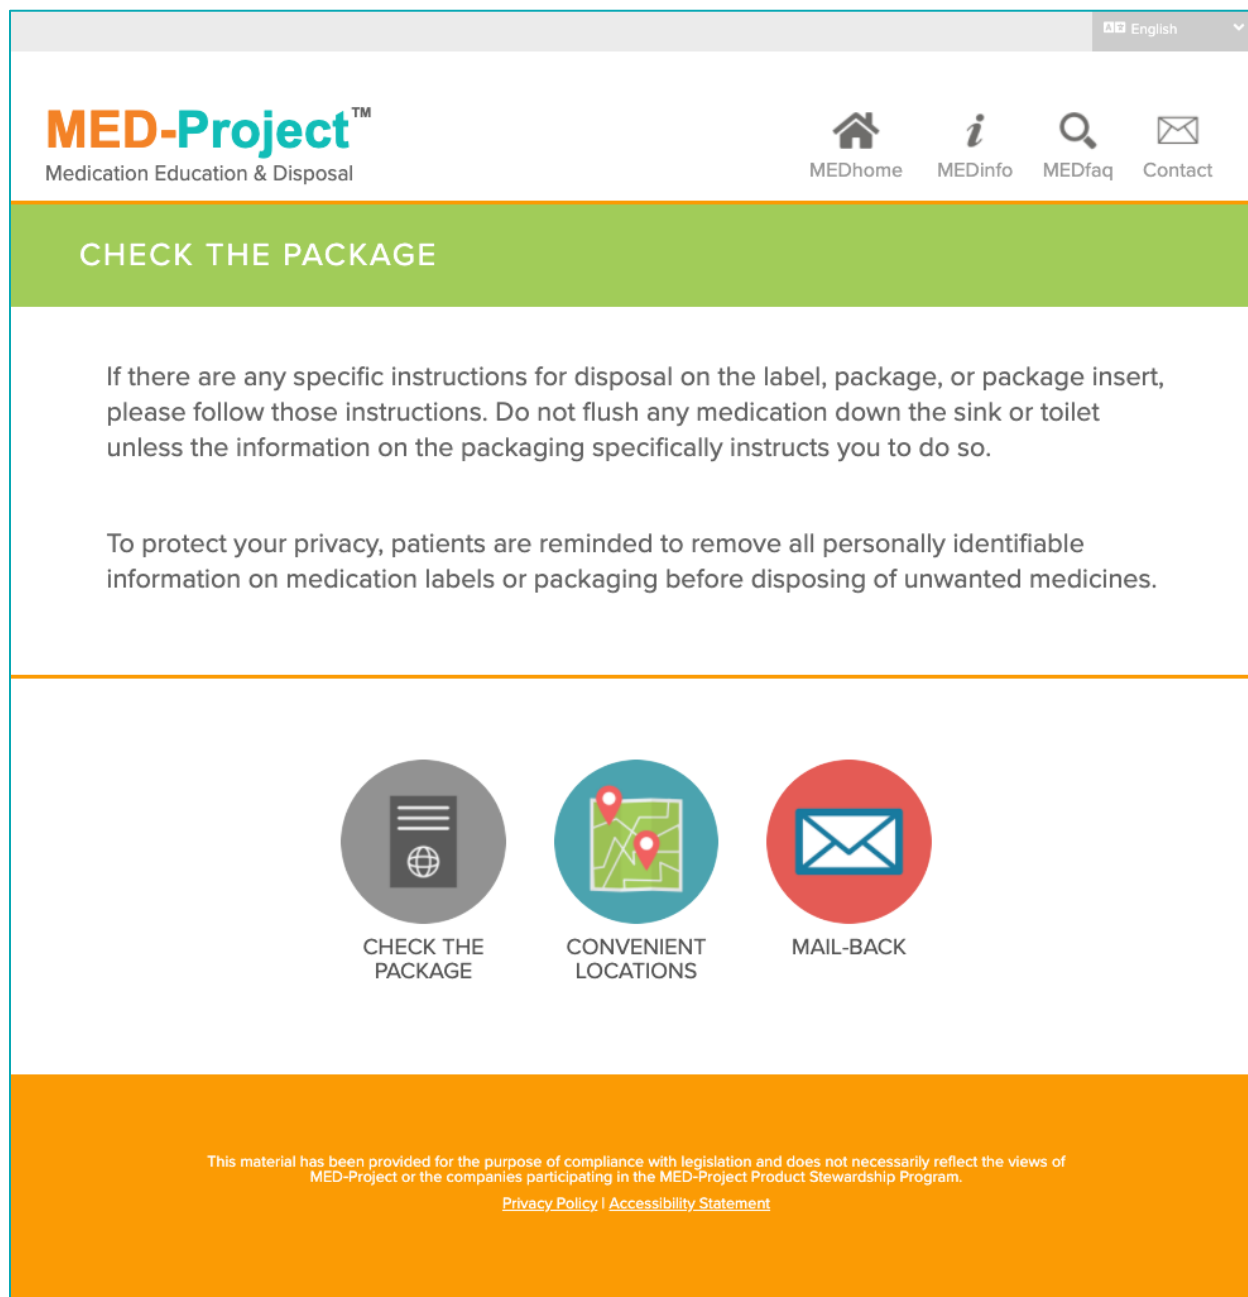 English
MED-Project™
Medication Education & Disposal
MEDhome
MEDinfo
MEDfaq
Contact
CHECK THE PACKAGE
If there are any specific instructions for disposal on the label, package, or package insert,
please follow those instructions. Do not flush any medication down the sink or toilet
unless the information on the packaging specifically instructs you to do so.
To protect your privacy, patients are reminded to remove all personally identifiable
information on medication labels or packaging before disposing of unwanted medicines.
CHECK THE
PACKAGE
CONVENIENT
LOCATIONS
MAIL-BACK
This material has been provided for the purpose of compliance with legislation and does not necessarily reflect the views of
MED-Project or the companies participating in the MED-Project Product Stewardship Program.
Privacy Policy | Accessibility Statement